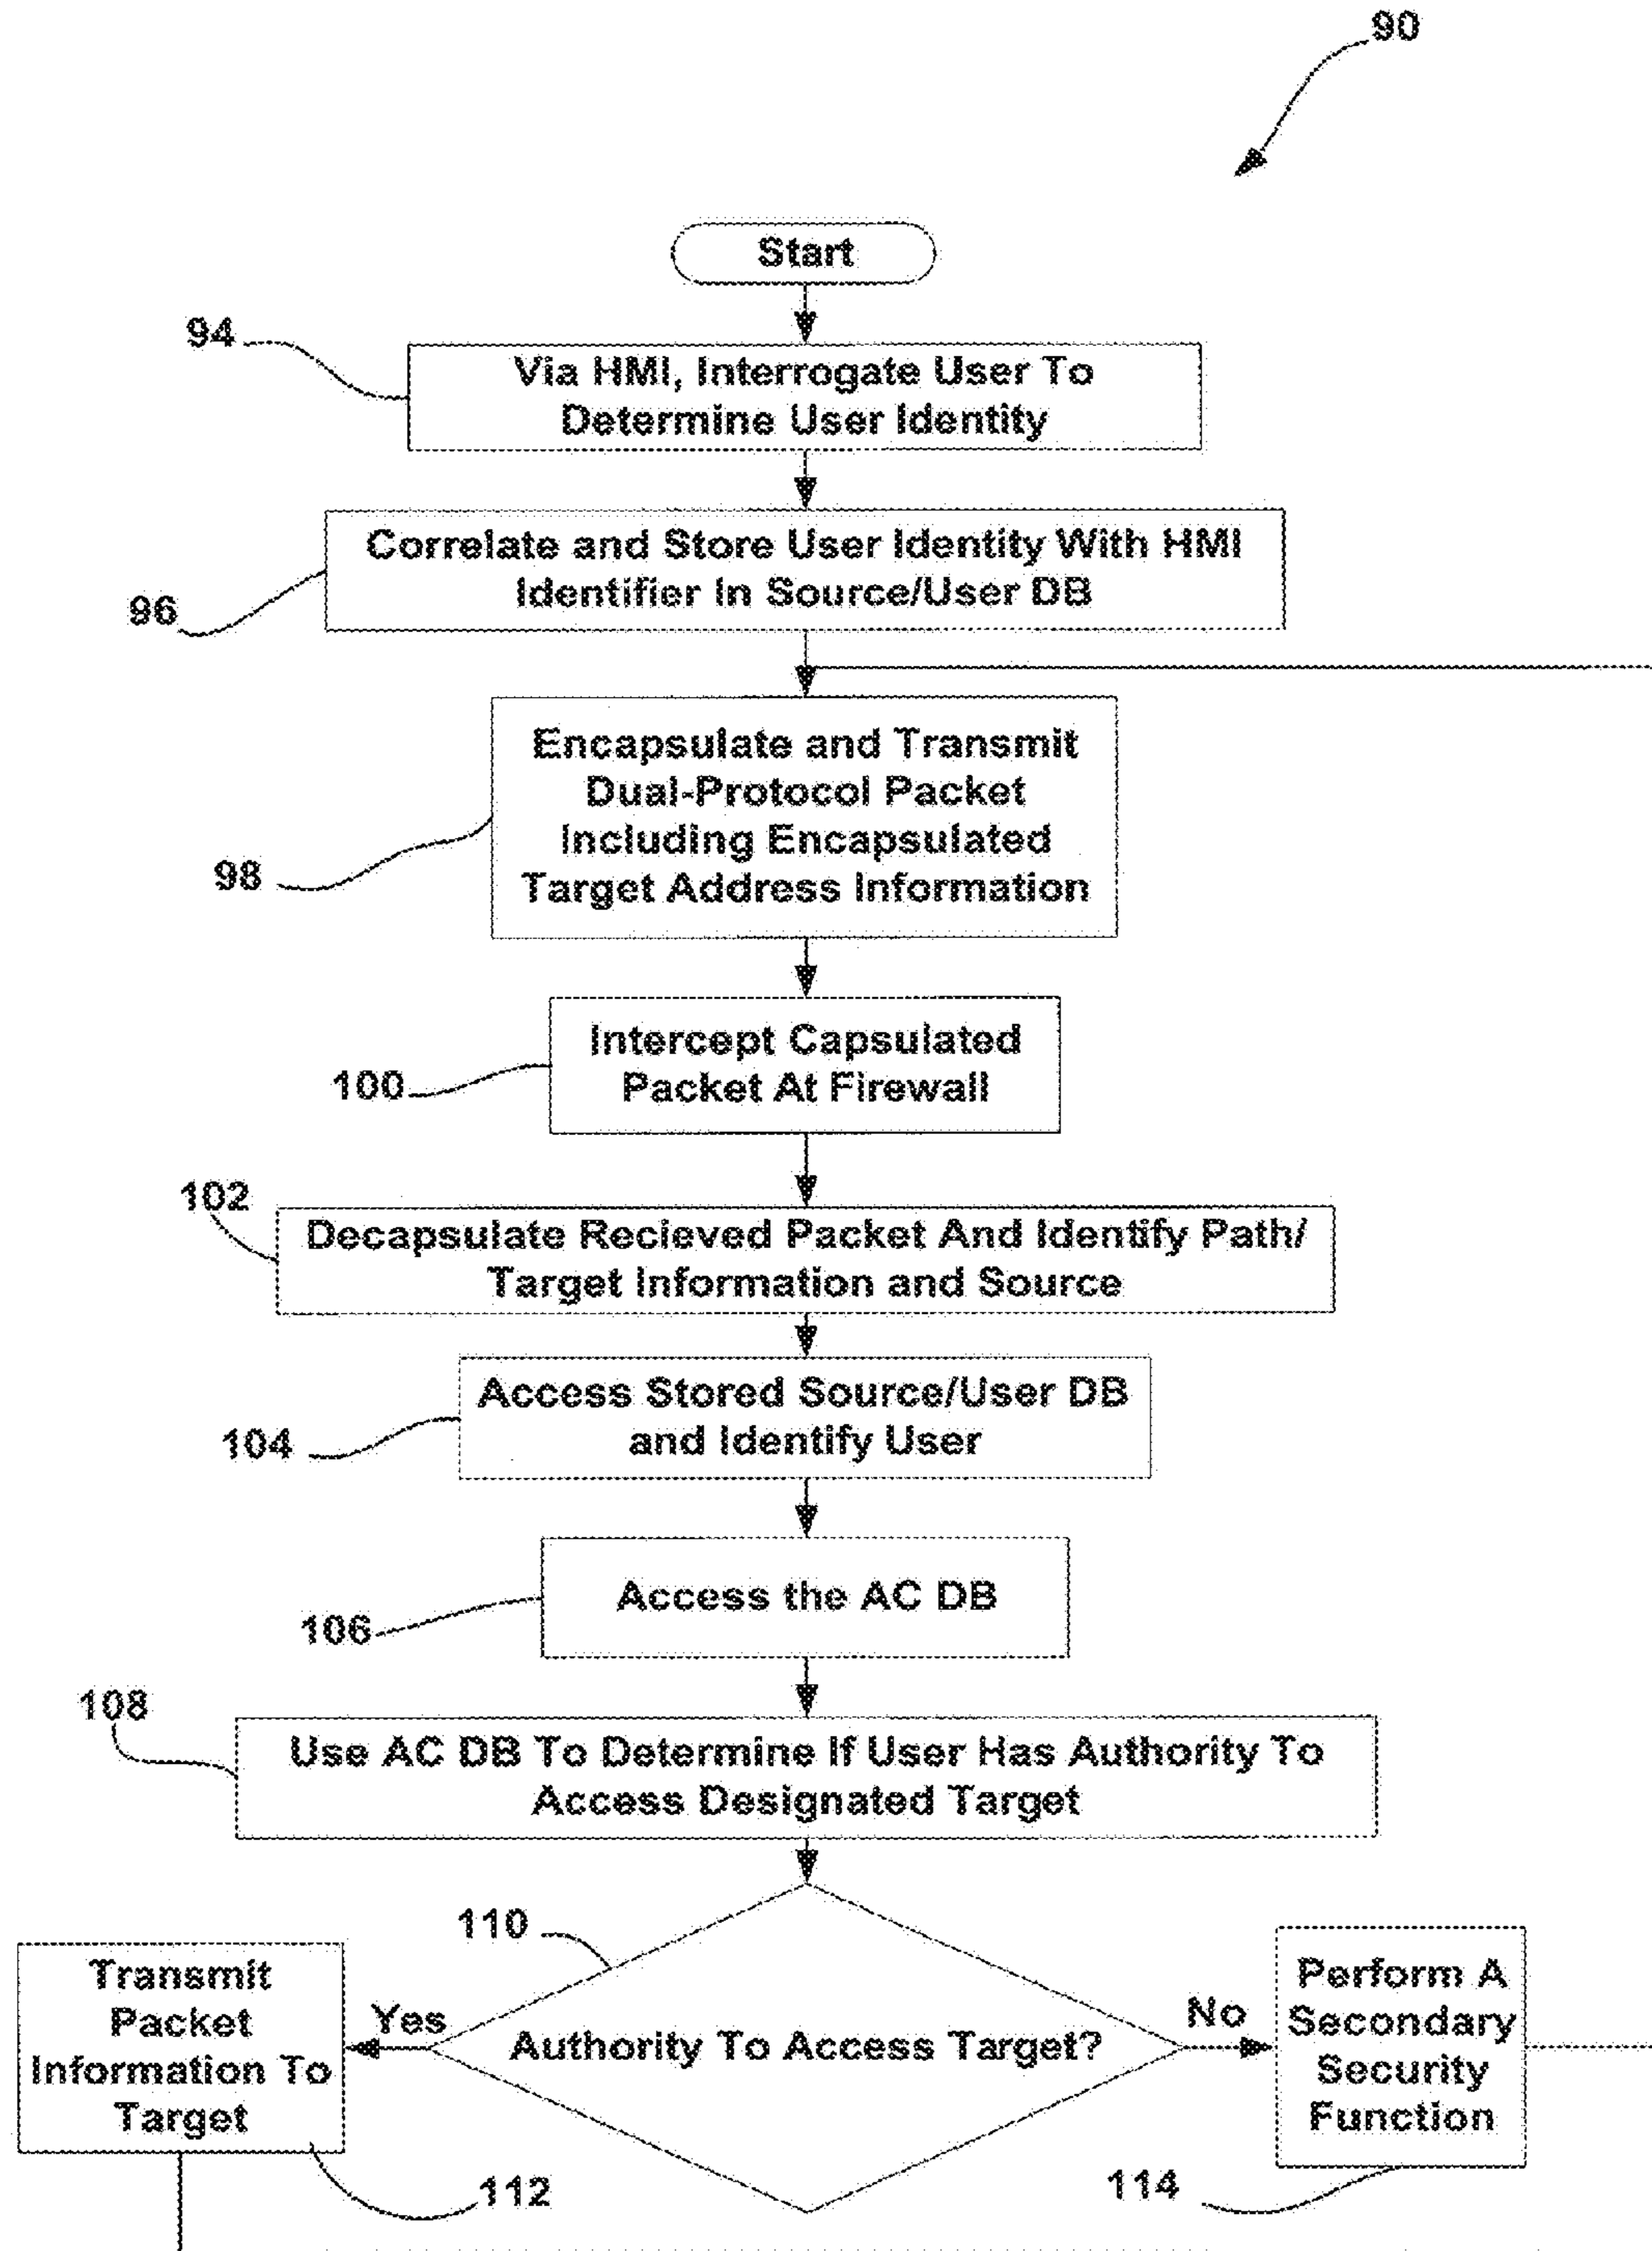 90
Start
94
Via HMI, Interrogate User To
Determine User Identity
Correlate and Store User Identity With HMI
Identifier In Source/User DB
96
Encapsulate and Transmit
Dual-Protocol Packet
Including Encapsulated
Target Address Information
98
Intercept Capsulated
Packet At Firewall
100
102
Decapsulate Recieved Packet And Identify Path/
Target Information and Source
Access Stored Source/User DB
and Identify User
104
Access the AC DB
106
108
Use AC DB To Determine If User Has Authority To
Access Designated Target
110
Transmit
Packet
Information To
Target
Yes
Authority To Access Target?
No
Perform A
Secondary
Security
Function
112
114